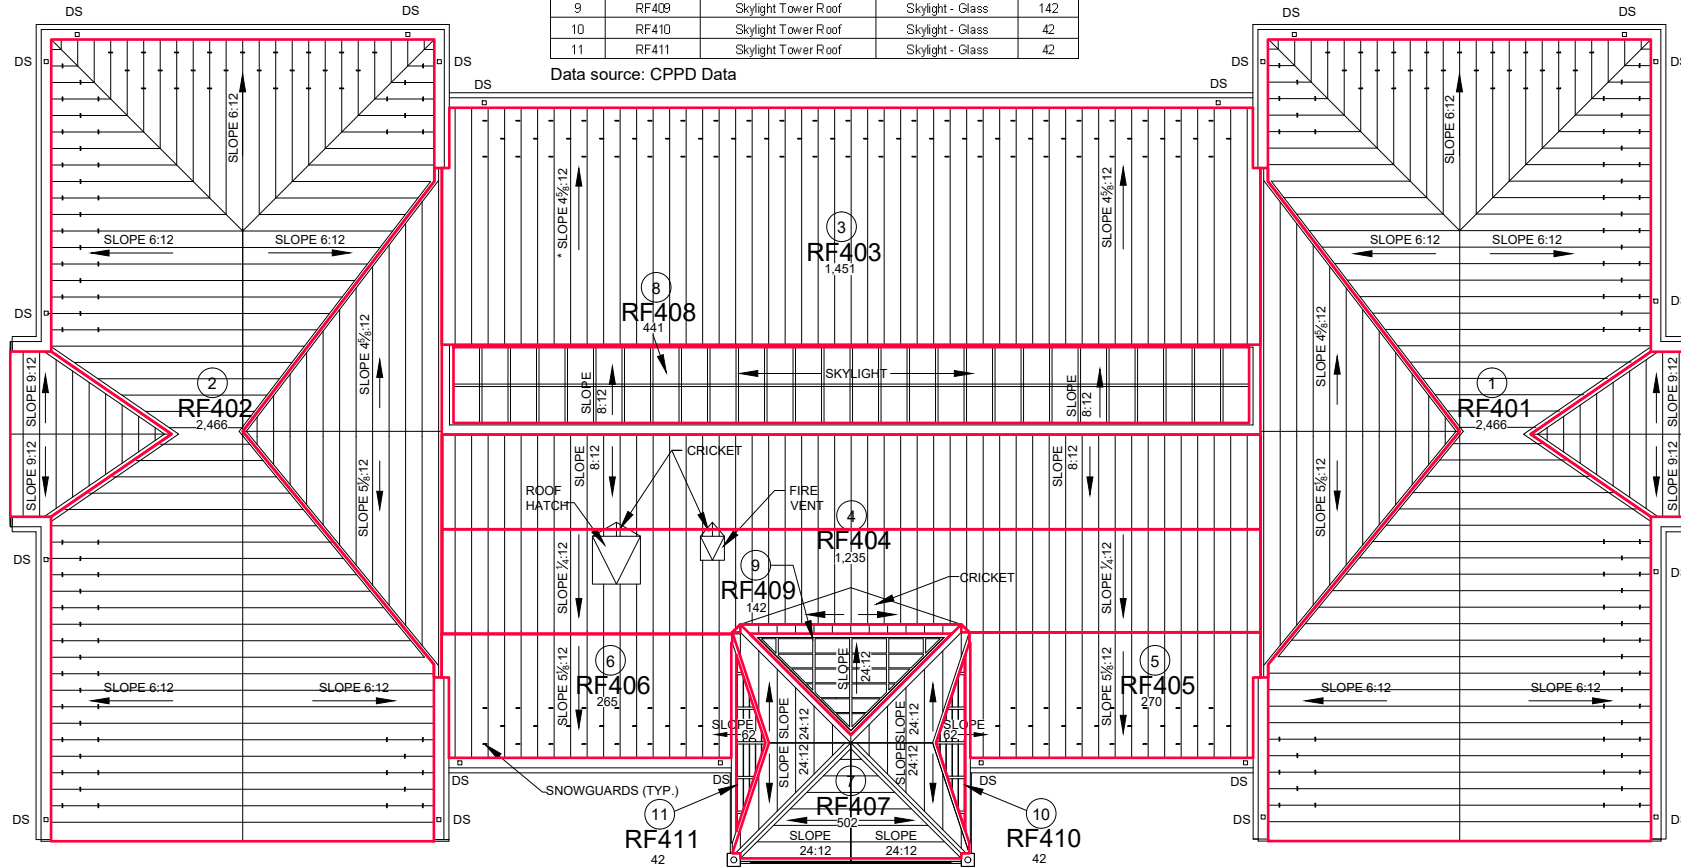 9 RF409 Skylight Tower Roof Skylight - Glass 142
10 RF410 Skylight Tower Roof Skylight - Glass 42
11 RF411 Skylight Tower Roof Skylight - Glass 42
Data source: CPPD Data
DS
DS
DS
DS
DS
DS
DS
DS
DS
DS
SLOPE 6:12
SLOPE 6:12
* SLOPE 4⅝:12
SLOPE 4⅝:12
3
RF403
1,451
SLOPE 6:12
SLOPE 6:12
SLOPE 6:12
SLOPE 6:12
8
RF408
441
DS
DS
SLOPE 4⅝:12
SLOPE 4⅝:12
SKYLIGHT
SLOPE
8:12
SLOPE
8:12
SLOPE 9:12
SLOPE 9:12
2
RF402
2,466
1
RF401
2,466
SLOPE 9:12
SLOPE 9:12
SLOPE 5⅝:12
SLOPE 5⅝:12
SLOPE
8:12
SLOPE
8:12
CRICKET
ROOF
HATCH
FIRE
VENT
4
RF404
1,235
9
RF409
142
CRICKET
SLOPE ¼:12
SLOPE ¼:12
DS
DS
6
RF406
265
5
RF405
270
SLOPE 5⅝:12
SLOPE 5⅝:12
SLOPE
24:12
SLOPE 6:12
SLOPE 6:12
SLOPE 6:12
SLOPE 6:12
SLOPE
62
SLOPE
62
SLOPE
24:12
SLOPE
24:12
SLOPE
24:12
SLOPE
24:12
DS
DS
DS
DS
SNOWGUARDS (TYP.)
7
RF407
502
SLOPE
24:12
SLOPE
24:12
11
RF411
42
10
RF410
42
DS
DS
DS
DS